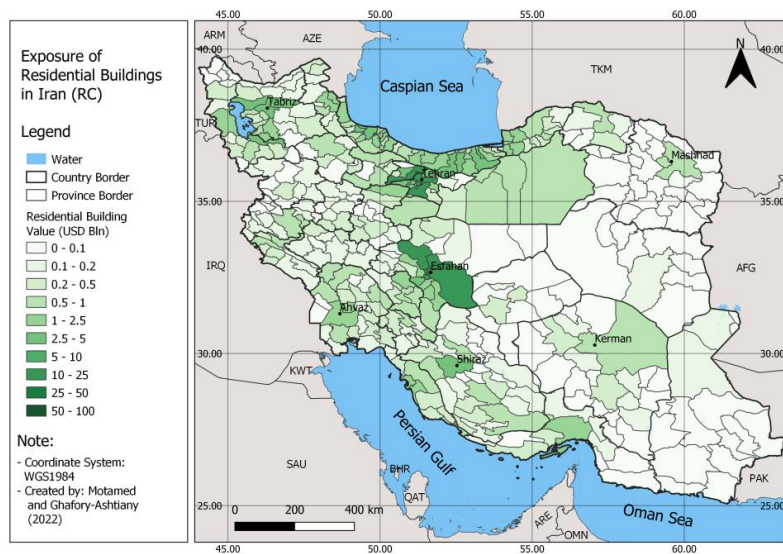 Exposure of
Residential Buildings
in Iran (RC)
Legend
Water
Country Border
Province Border
Residential Building
Value (USD Bln)
0 - 0.1
0.1 - 0.2
0.2 - 0.5
0.5 - 1
1 - 2.5
2.5 - 5
5 - 10
10 - 25
25 - 50
50 - 100
Note:
- Coordinate System:
WGS1984
- Created by: Motamed
and Ghafory-Ashtiany
(2022)
45.00 50.00 55.00 60.00
40.00 40.00
ARM AZE TKM N
Caspian Sea
TUR Tabriz
Tehran Mashhad
35.00 35.00
IRQ Esfahan AFG
Ahvaz
30.00 Kerman 30.00
KWT Shiraz
Persian Gulf
SAU BHR PAK
25.00 QAT 25.00
ARE Oman Sea
0 200 400 km OMN
45.00 50.00 55.00 60.00